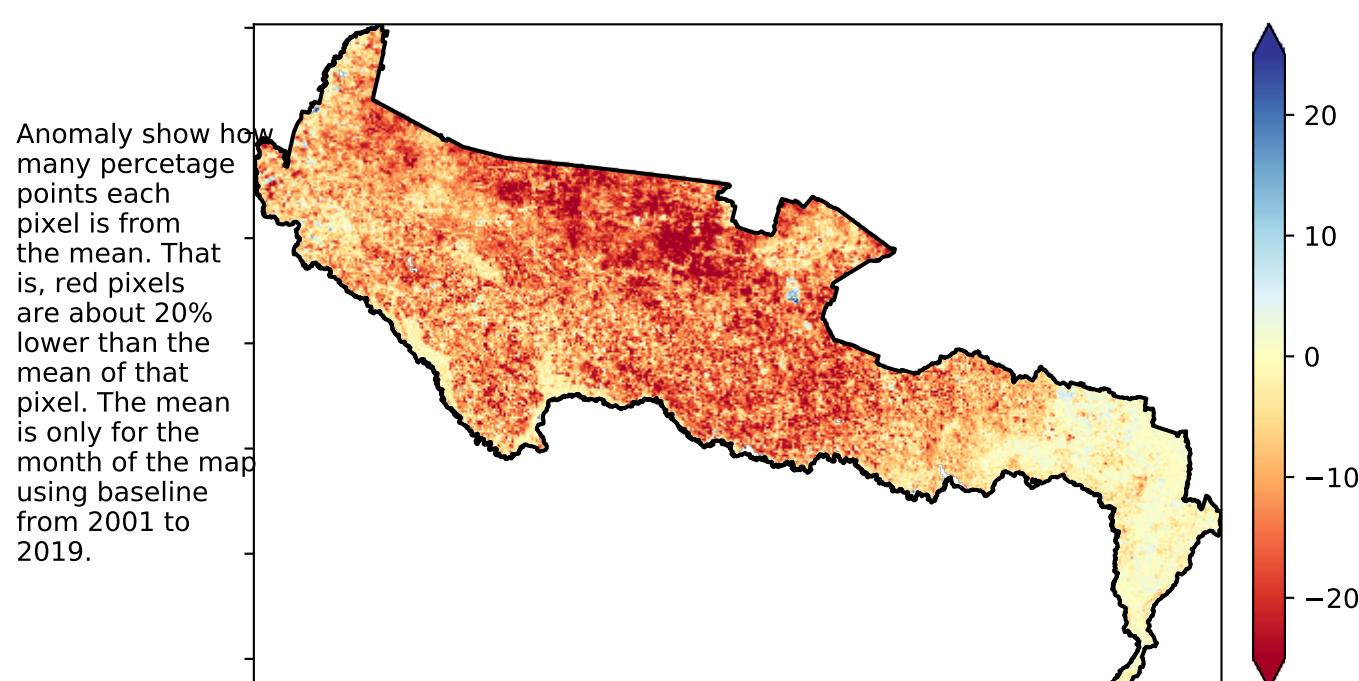 Anomaly show how
many percetage
points each
pixel is from
the mean. That
is, red pixels
are about 20%
lower than the
mean of that
pixel. The mean
is only for the
month of the map
using baseline
from 2001 to
2019.
20
10
0
−10
−20